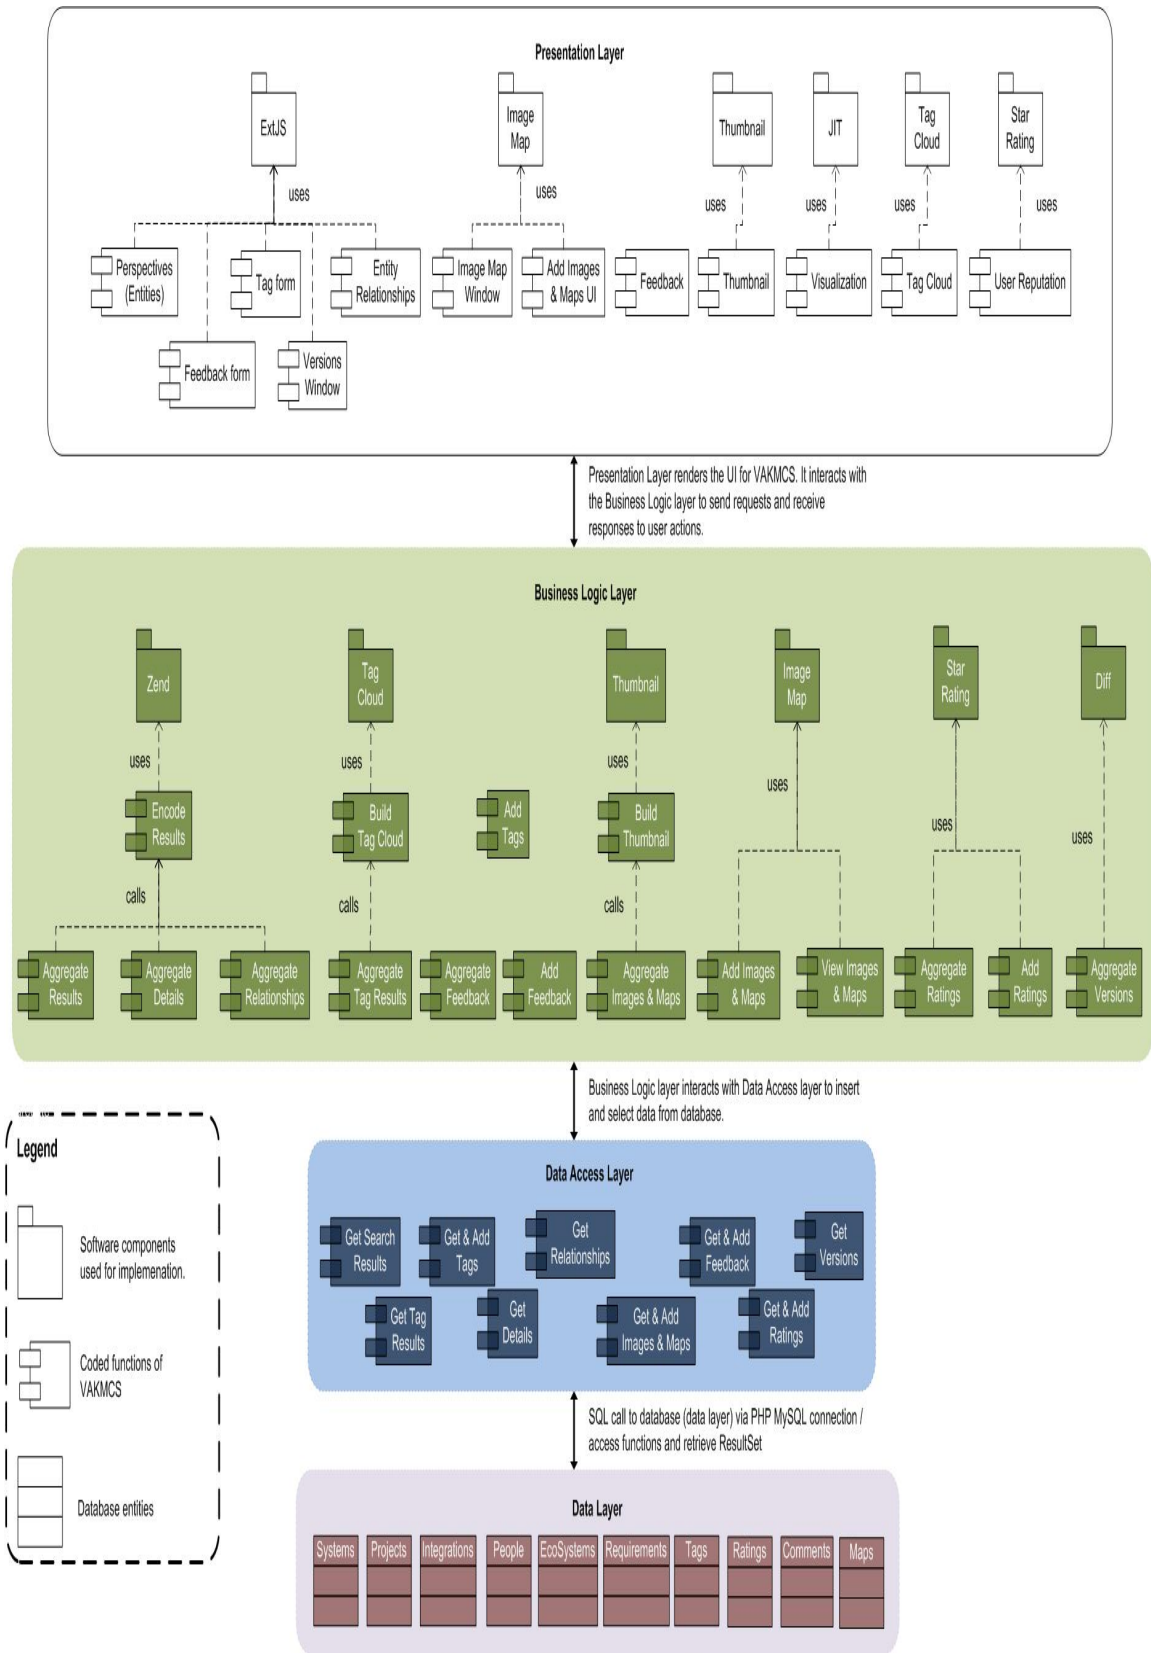 Presentation Layer
ExtJS
Image
Map
Thumbnail
JIT
Tag
Cloud
Star
Rating
uses
uses
uses
uses
uses
uses
Perspectives
(Entities)
Tag form
Entity
Relationships
Image Map
Window
Add Images
& Maps UI
Feedback
Thumbnail
Visualization
Tag Cloud
User Reputation
Feedback form
Versions
Window
Presentation Layer renders the UI for VAKMCS. It interacts with
the Business Logic layer to send requests and receive
responses to user actions.
Business Logic Layer
Zend
Tag
Cloud
Thumbnail
Image
Map
Star
Rating
Diff
uses
uses
uses
uses
uses
uses
Encode
Results
Build
Tag Cloud
Add
Tags
Build
Thumbnail
calls
calls
calls
Aggregate
Results
Aggregate
Details
Aggregate
Relationships
Aggregate
Tag Results
Aggregate
Feedback
Add
Feedback
Aggregate
Images & Maps
Add Images
& Maps
View Images
& Maps
Aggregate
Ratings
Add
Ratings
Aggregate
Versions
Business Logic layer interacts with Data Access layer to insert
and select data from database.
Legend
Software components
used for implemenation.
Coded functions of
VAKMCS
Database entities
Data Access Layer
Get Search
Results
Get & Add
Tags
Get
Relationships
Get & Add
Feedback
Get
Versions
Get Tag
Results
Get
Details
Get & Add
Images & Maps
Get & Add
Ratings
SQL call to database (data layer) via PHP MySQL connection /
access functions and retrieve ResultSet
Data Layer
Systems
Projects
Integrations
People
EcoSystems
Requirements
Tags
Ratings
Comments
Maps